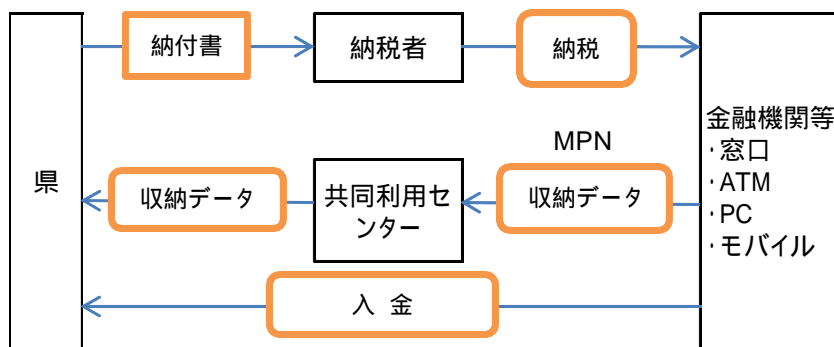 納付書
納税者
納税
金融機関等
・窓口
・ATM
・PC
・モバイル
県
MPN
収納データ
共同利用セ
ンター
収納データ
入 金